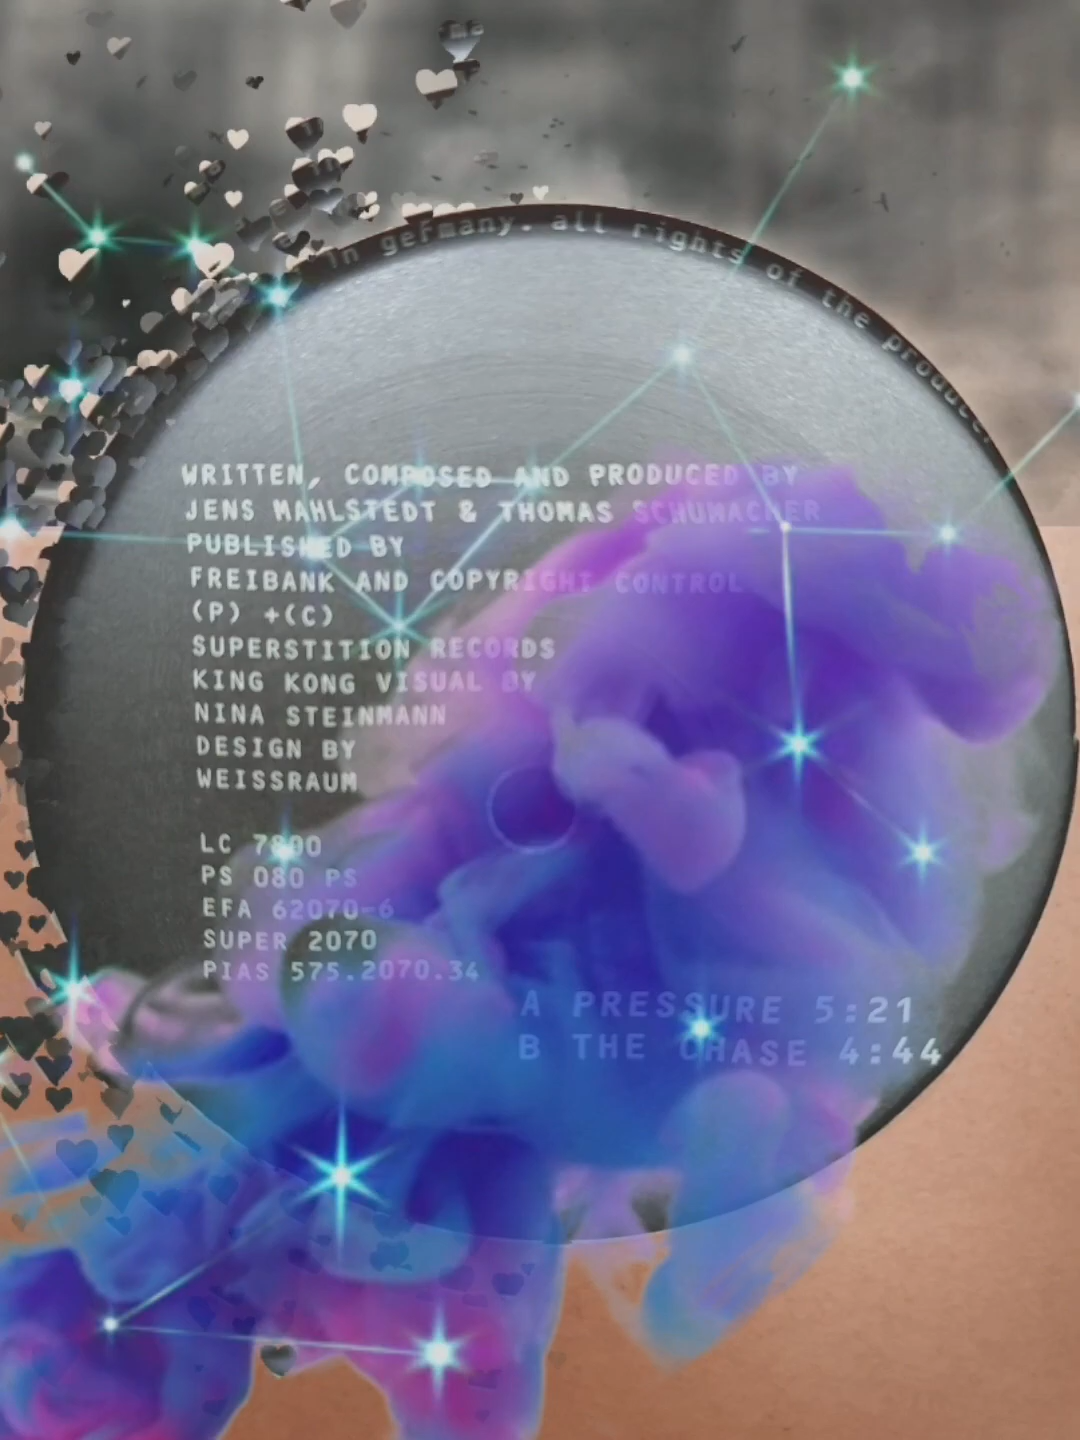 in germany. all rights of the producer
WRITTEN, COMPOSED AND PRODUCED BY
JENS MAHLSTEDT & THOMAS SCHUMACHER
PUBLISHED BY
FREIBANK AND COPYRIGHT CONTROL
(P) +(C)
SUPERSTITION RECORDS
KING KONG VISUAL BY
NINA STEINMANN
DESIGN BY
WEISSRAUM
LC 7800
PS 080 PS
EFA 62070-6
SUPER 2070
PIAS 575.2070.34
A PRESSURE 5:21
B THE CHASE 4:44